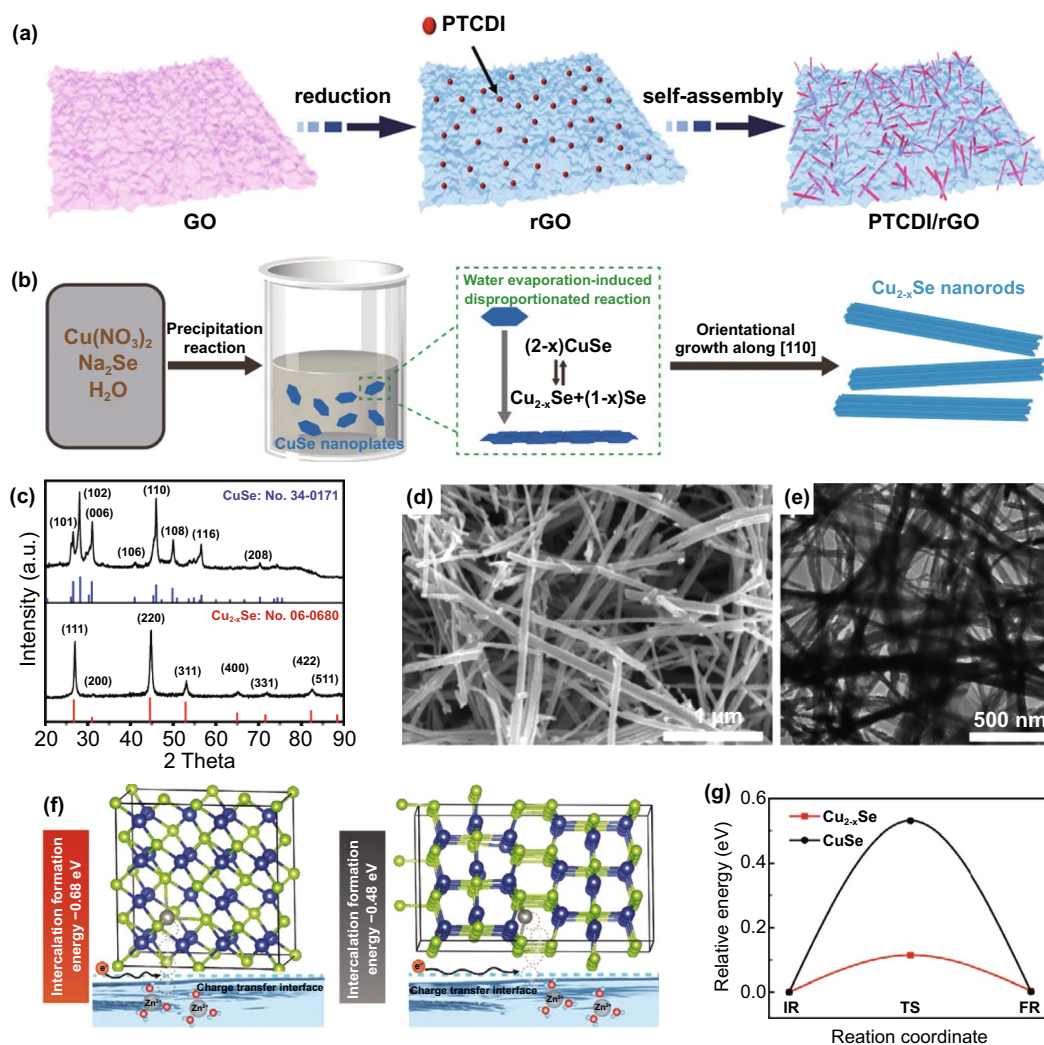 (a)
PTCDI
reduction
self-assembly
GO
rGO
PTCDI/rGO
(b)
Cu(NO₃)₂
Na₂Se
H₂O
Precipitation
reaction
CuSe nanoplates
Water evaporation-induced
disproportionated reaction
(2-x)CuSe
Cu₂₋ₓSe+(1-x)Se
Orientational
growth along [110]
Cu₂₋ₓSe nanorods
(c)
Intensity (a.u.)
CuSe: No. 34-0171
(101)
(102)
(006)
(106)
(110)
(108)
(116)
(208)
Cu₂₋ₓSe: No. 06-0680
(111)
(200)
(220)
(311)
(400)
(331)
(422)
(511)
20 30 40 50 60 70 80 90
2 Theta
(d)
1 µm
(e)
500 nm
(f)
Intercalation formation
energy −0.68 eV
e⁻
Charge transfer interface
Zn²⁺
Zn²⁺
Intercalation formation
energy −0.48 eV
e⁻
Charge transfer interface
Zn²⁺
Zn²⁺
(g)
Relative energy (eV)
0.6
0.4
0.2
0.0
Cu₂₋ₓSe
CuSe
IR TS FR
Reation coordinate